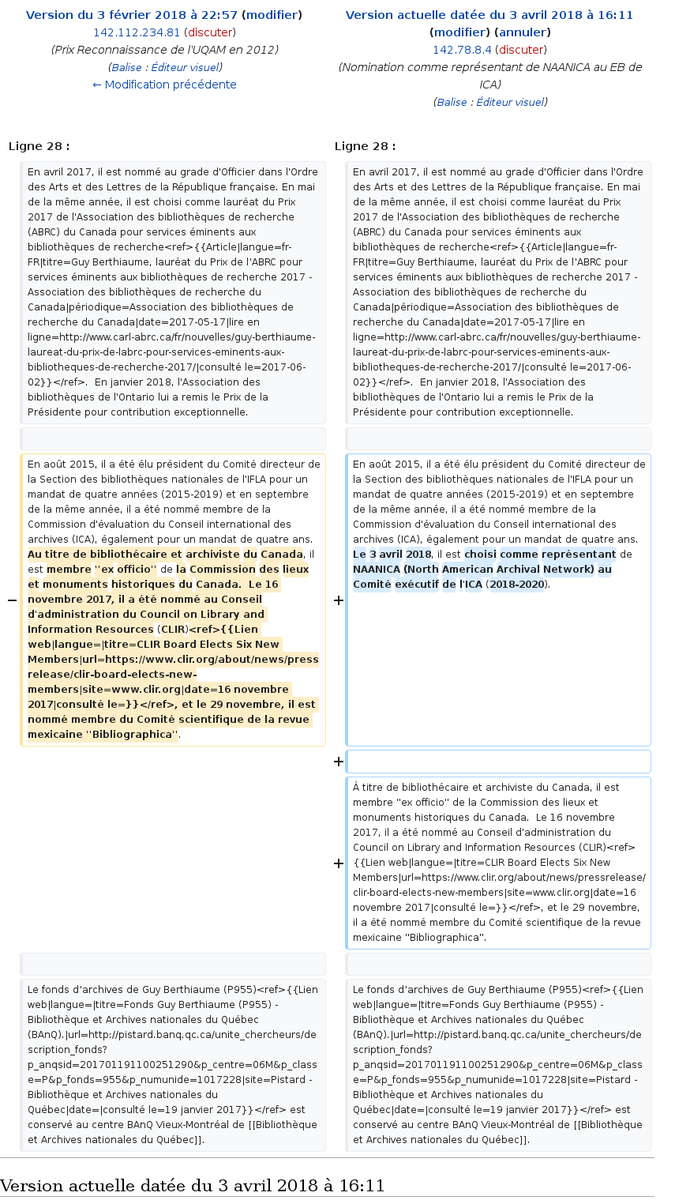 Version du 3 février 2018 à 22:57 (modifier)
142.112.234.81 (discuter)
(Prix Reconnaissance de l'UQAM en 2012)
(Balise : Éditeur visuel)
← Modification précédente
Version actuelle datée du 3 avril 2018 à 16:11
(modifier) (annuler)
142.78.8.4 (discuter)
(Nomination comme représentant de NAANICA au EB de
ICA)
(Balise : Éditeur visuel)
Ligne 28 :
Ligne 28 :
En avril 2017, il est nommé au grade d'Officier dans l'Ordre
des Arts et des Lettres de la République française. En mai
de la même année, il est choisi comme lauréat du Prix
2017 de l'Association des bibliothèques de recherche
(ABRC) du Canada pour services éminents aux
bibliothèques de recherche<ref>{{Article|langue=fr-
FR|titre=Guy Berthiaume, lauréat du Prix de l'ABRC pour
services éminents aux bibliothèques de recherche 2017 -
Association des bibliothèques de recherche du
Canada|périodique=Association des bibliothèques de
recherche du Canada|date=2017-05-17|lire en
ligne=http://www.carl-abrc.ca/fr/nouvelles/guy-berthiaume-
laureat-du-prix-de-labrc-pour-services-eminents-aux-
bibliotheques-de-recherche-2017/|consulté le=2017-06-
02}}</ref>.  En janvier 2018, l'Association des
bibliothèques de l'Ontario lui a remis le Prix de la
Présidente pour contribution exceptionnelle.
En avril 2017, il est nommé au grade d'Officier dans l'Ordre
des Arts et des Lettres de la République française. En mai
de la même année, il est choisi comme lauréat du Prix
2017 de l'Association des bibliothèques de recherche
(ABRC) du Canada pour services éminents aux
bibliothèques de recherche<ref>{{Article|langue=fr-
FR|titre=Guy Berthiaume, lauréat du Prix de l'ABRC pour
services éminents aux bibliothèques de recherche 2017 -
Association des bibliothèques de recherche du
Canada|périodique=Association des bibliothèques de
recherche du Canada|date=2017-05-17|lire en
ligne=http://www.carl-abrc.ca/fr/nouvelles/guy-berthiaume-
laureat-du-prix-de-labrc-pour-services-eminents-aux-
bibliotheques-de-recherche-2017/|consulté le=2017-06-
02}}</ref>.  En janvier 2018, l'Association des
bibliothèques de l'Ontario lui a remis le Prix de la
Présidente pour contribution exceptionnelle.
−
En août 2015, il a été élu président du Comité directeur de
la Section des bibliothèques nationales de l'IFLA pour un
mandat de quatre années (2015-2019) et en septembre
de la même année, il a été nommé membre de la
Commission d'évaluation du Conseil international des
archives (ICA), également pour un mandat de quatre ans.
Au titre de bibliothécaire et archiviste du Canada, il
est membre ''ex officio'' de la Commission des lieux
et monuments historiques du Canada.  Le 16
novembre 2017, il a été nommé au Conseil
d'administration du Council on Library and
Information Resources (CLIR)<ref>{{Lien
web|langue=|titre=CLIR Board Elects Six New
Members|url=https://www.clir.org/about/news/press
release/clir-board-elects-new-
members|site=www.clir.org|date=16 novembre
2017|consulté le=}}</ref>, et le 29 novembre, il est
nommé membre du Comité scientifique de la revue
mexicaine ''Bibliographica''.
+
En août 2015, il a été élu président du Comité directeur de
la Section des bibliothèques nationales de l'IFLA pour un
mandat de quatre années (2015-2019) et en septembre
de la même année, il a été nommé membre de la
Commission d'évaluation du Conseil international des
archives (ICA), également pour un mandat de quatre ans.
Le 3 avril 2018, il est choisi comme représentant de
NAANICA (North American Archival Network) au
Comité exécutif de l'ICA (2018-2020).
+
+
À titre de bibliothécaire et archiviste du Canada, il est
membre ''ex officio'' de la Commission des lieux et
monuments historiques du Canada.  Le 16 novembre
2017, il a été nommé au Conseil d'administration du
Council on Library and Information Resources (CLIR)<ref>
{{Lien web|langue=|titre=CLIR Board Elects Six New
Members|url=https://www.clir.org/about/news/pressrelease/
clir-board-elects-new-members|site=www.clir.org|date=16
novembre 2017|consulté le=}}</ref>, et le 29 novembre,
il a été nommé membre du Comité scientifique de la revue
mexicaine ''Bibliographica''.
Le fonds d'archives de Guy Berthiaume (P955)<ref>{{Lien
web|langue=|titre=Fonds Guy Berthiaume (P955) -
Bibliothèque et Archives nationales du Québec
(BAnQ).|url=http://pistard.banq.qc.ca/unite_chercheurs/de
scription_fonds?
p_anqsid=201701191100251290&p_centre=06M&p_class
e=P&p_fonds=955&p_numunide=1017228|site=Pistard -
Bibliothèque et Archives nationales du
Québec|date=|consulté le=19 janvier 2017}}</ref> est
conservé au centre BAnQ Vieux-Montréal de [[Bibliothèque
et Archives nationales du Québec]].
Le fonds d'archives de Guy Berthiaume (P955)<ref>{{Lien
web|langue=|titre=Fonds Guy Berthiaume (P955) -
Bibliothèque et Archives nationales du Québec
(BAnQ).|url=http://pistard.banq.qc.ca/unite_chercheurs/de
scription_fonds?
p_anqsid=201701191100251290&p_centre=06M&p_class
e=P&p_fonds=955&p_numunide=1017228|site=Pistard -
Bibliothèque et Archives nationales du
Québec|date=|consulté le=19 janvier 2017}}</ref> est
conservé au centre BAnQ Vieux-Montréal de [[Bibliothèque
et Archives nationales du Québec]].
Version actuelle datée du 3 avril 2018 à 16:11